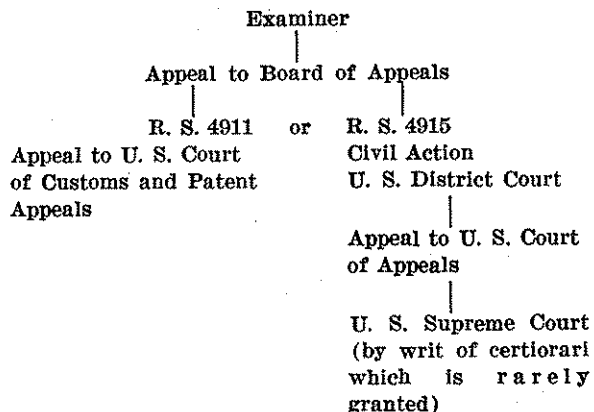 Examiner
Appeal to Board of Appeals
R. S. 4911 or R. S. 4915
Appeal to U. S. Court
of Customs and Patent
Appeals
Civil Action
U. S. District Court
Appeal to U. S. Court
of Appeals
U. S. Supreme Court
(by writ of certiorari
which is rarely
granted)